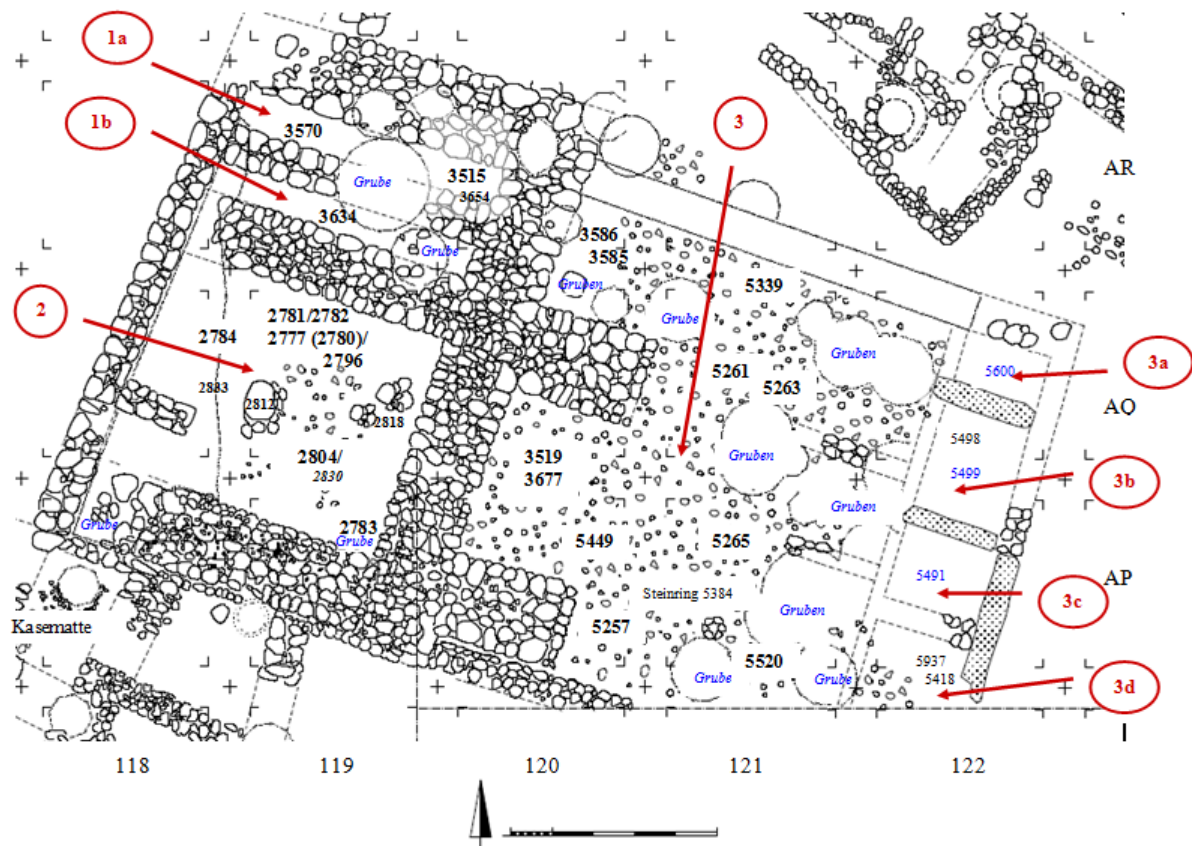 1a
3570
1b
3
3515
3654
AR
Grube
3634
3586
3585
Grube
Gruben
5339
2
2781/2782
2784
2777 (2780)/
2796
Grube
Gruben
5261
5600
3a
2883
2812
5263
AQ
2818
5498
2804/
2830
3519
3677
Gruben
5499
3b
Grube
2783
Grube
Gruben
5449
5265
5491
AP
Steinring 5384
3c
Kasematte
5257
Gruben
5520
5937
5418
Grube
Grube
3d
118
119
120
121
122